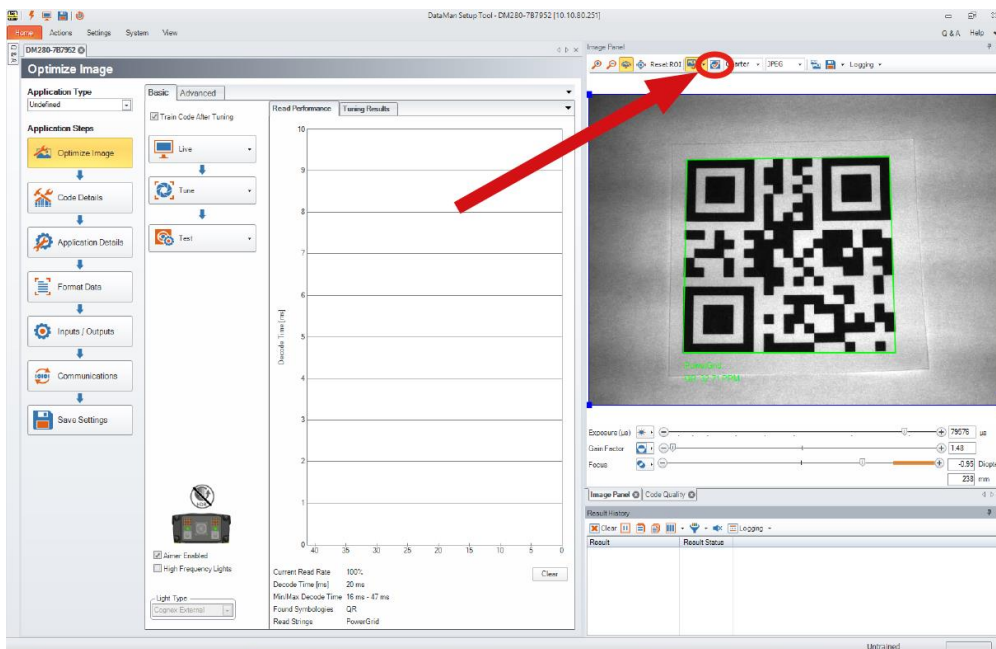 DataMan Setup Tool - DM280-7B7952 [10.10.80.251]
Home Actions Settings System View
Q & A Help
DM280-7B7952
Image Panel
Reset ROI JPEG Logging
Optimize Image
Application Type
Undefined
Application Steps
Optimize Image
Code Details
Application Details
Format Data
Inputs / Outputs
Communications
Save Settings
Basic Advanced
Train Code After Tuning
Live
Tune
Test
Aimer Enabled
High Frequency Lights
Light Type
Cognex External
Read Performance Tuning Results
Decode Time [ms]
10
9
8
7
6
5
4
3
2
1
0
40 35 30 25 20 15 10 5 0
Current Read Rate 100%
Clear
Decode Time [ms] 20 ms
Min/Max Decode Time 16 ms - 47 ms
Found Symbologies QR
Read Strings PowerGrid
PowerGrid
Exposure (µs) 79576 µs
Gain Factor 1.48
Focus -0.95
238 mm
Image Panel Code Quality
Result History
Clear Logging
Result Result Status
Untrained